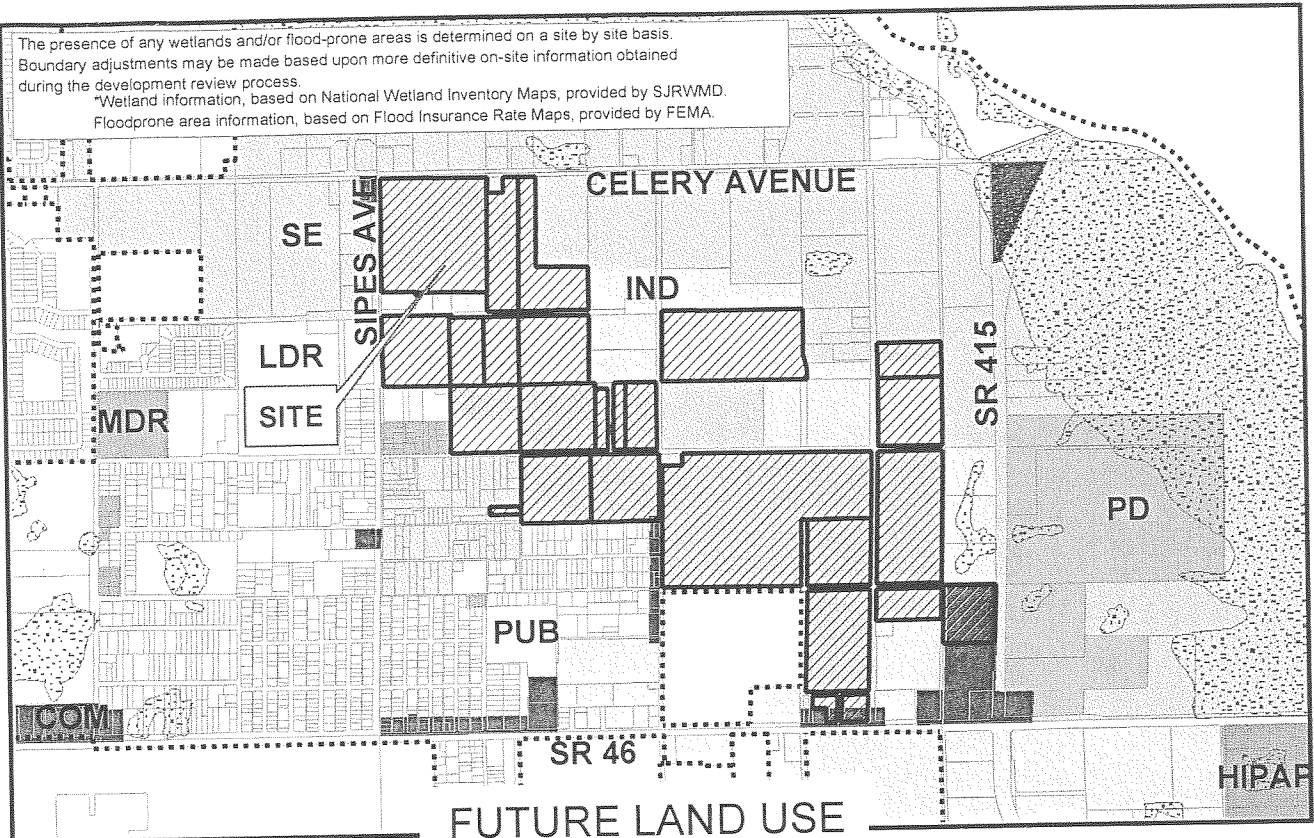 The presence of any wetlands and/or flood-prone areas is determined on a site by site basis.
Boundary adjustments may be made based upon more definitive on-site information obtained
during the development review process.
*Wetland information, based on National Wetland Inventory Maps, provided by SJRWMD.
Floodprone area information, based on Flood Insurance Rate Maps, provided by FEMA.
CELERY AVENUE
SE
SIPES AVE
IND
LDR
SR 415
SITE
MDR
PD
PUB
COM
SR 46
HIPAP
FUTURE LAND USE